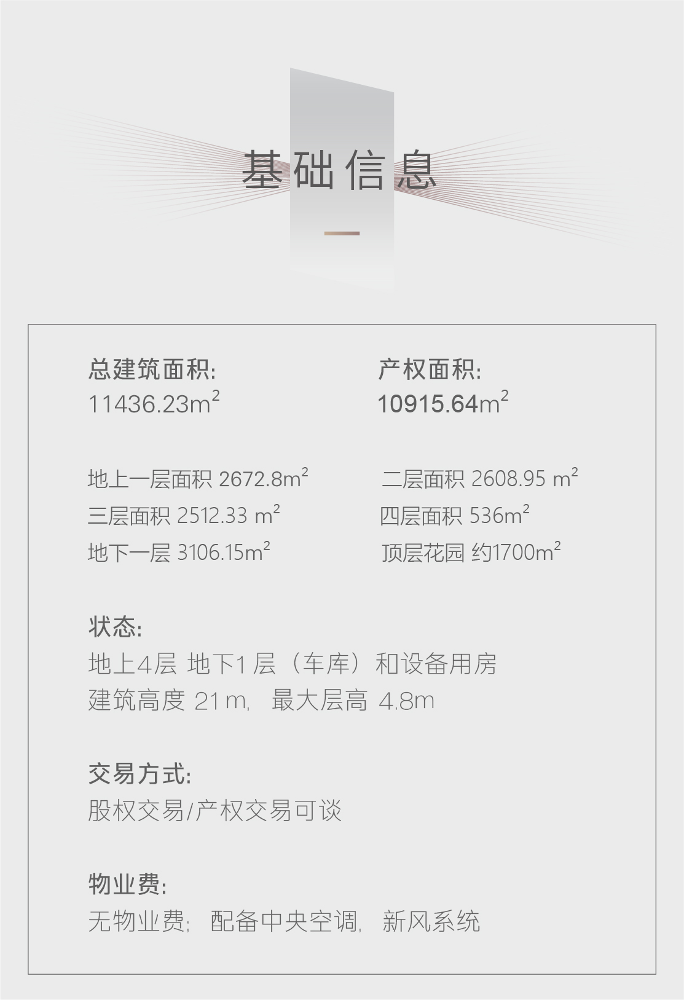 基础信息
总建筑面积: 产权面积:
11436.23m² 10915.64m²
地上一层面积 2672.8m² 二层面积 2608.95 m²
三层面积 2512.33 m² 四层面积 536m²
地下一层 3106.15m² 顶层花园 约1700m²
状态:
地上4层 地下1层（车库）和设备用房
建筑高度 21m, 最大层高 4.8m
交易方式:
股权交易/产权交易可谈
物业费:
无物业费; 配备中央空调, 新风系统